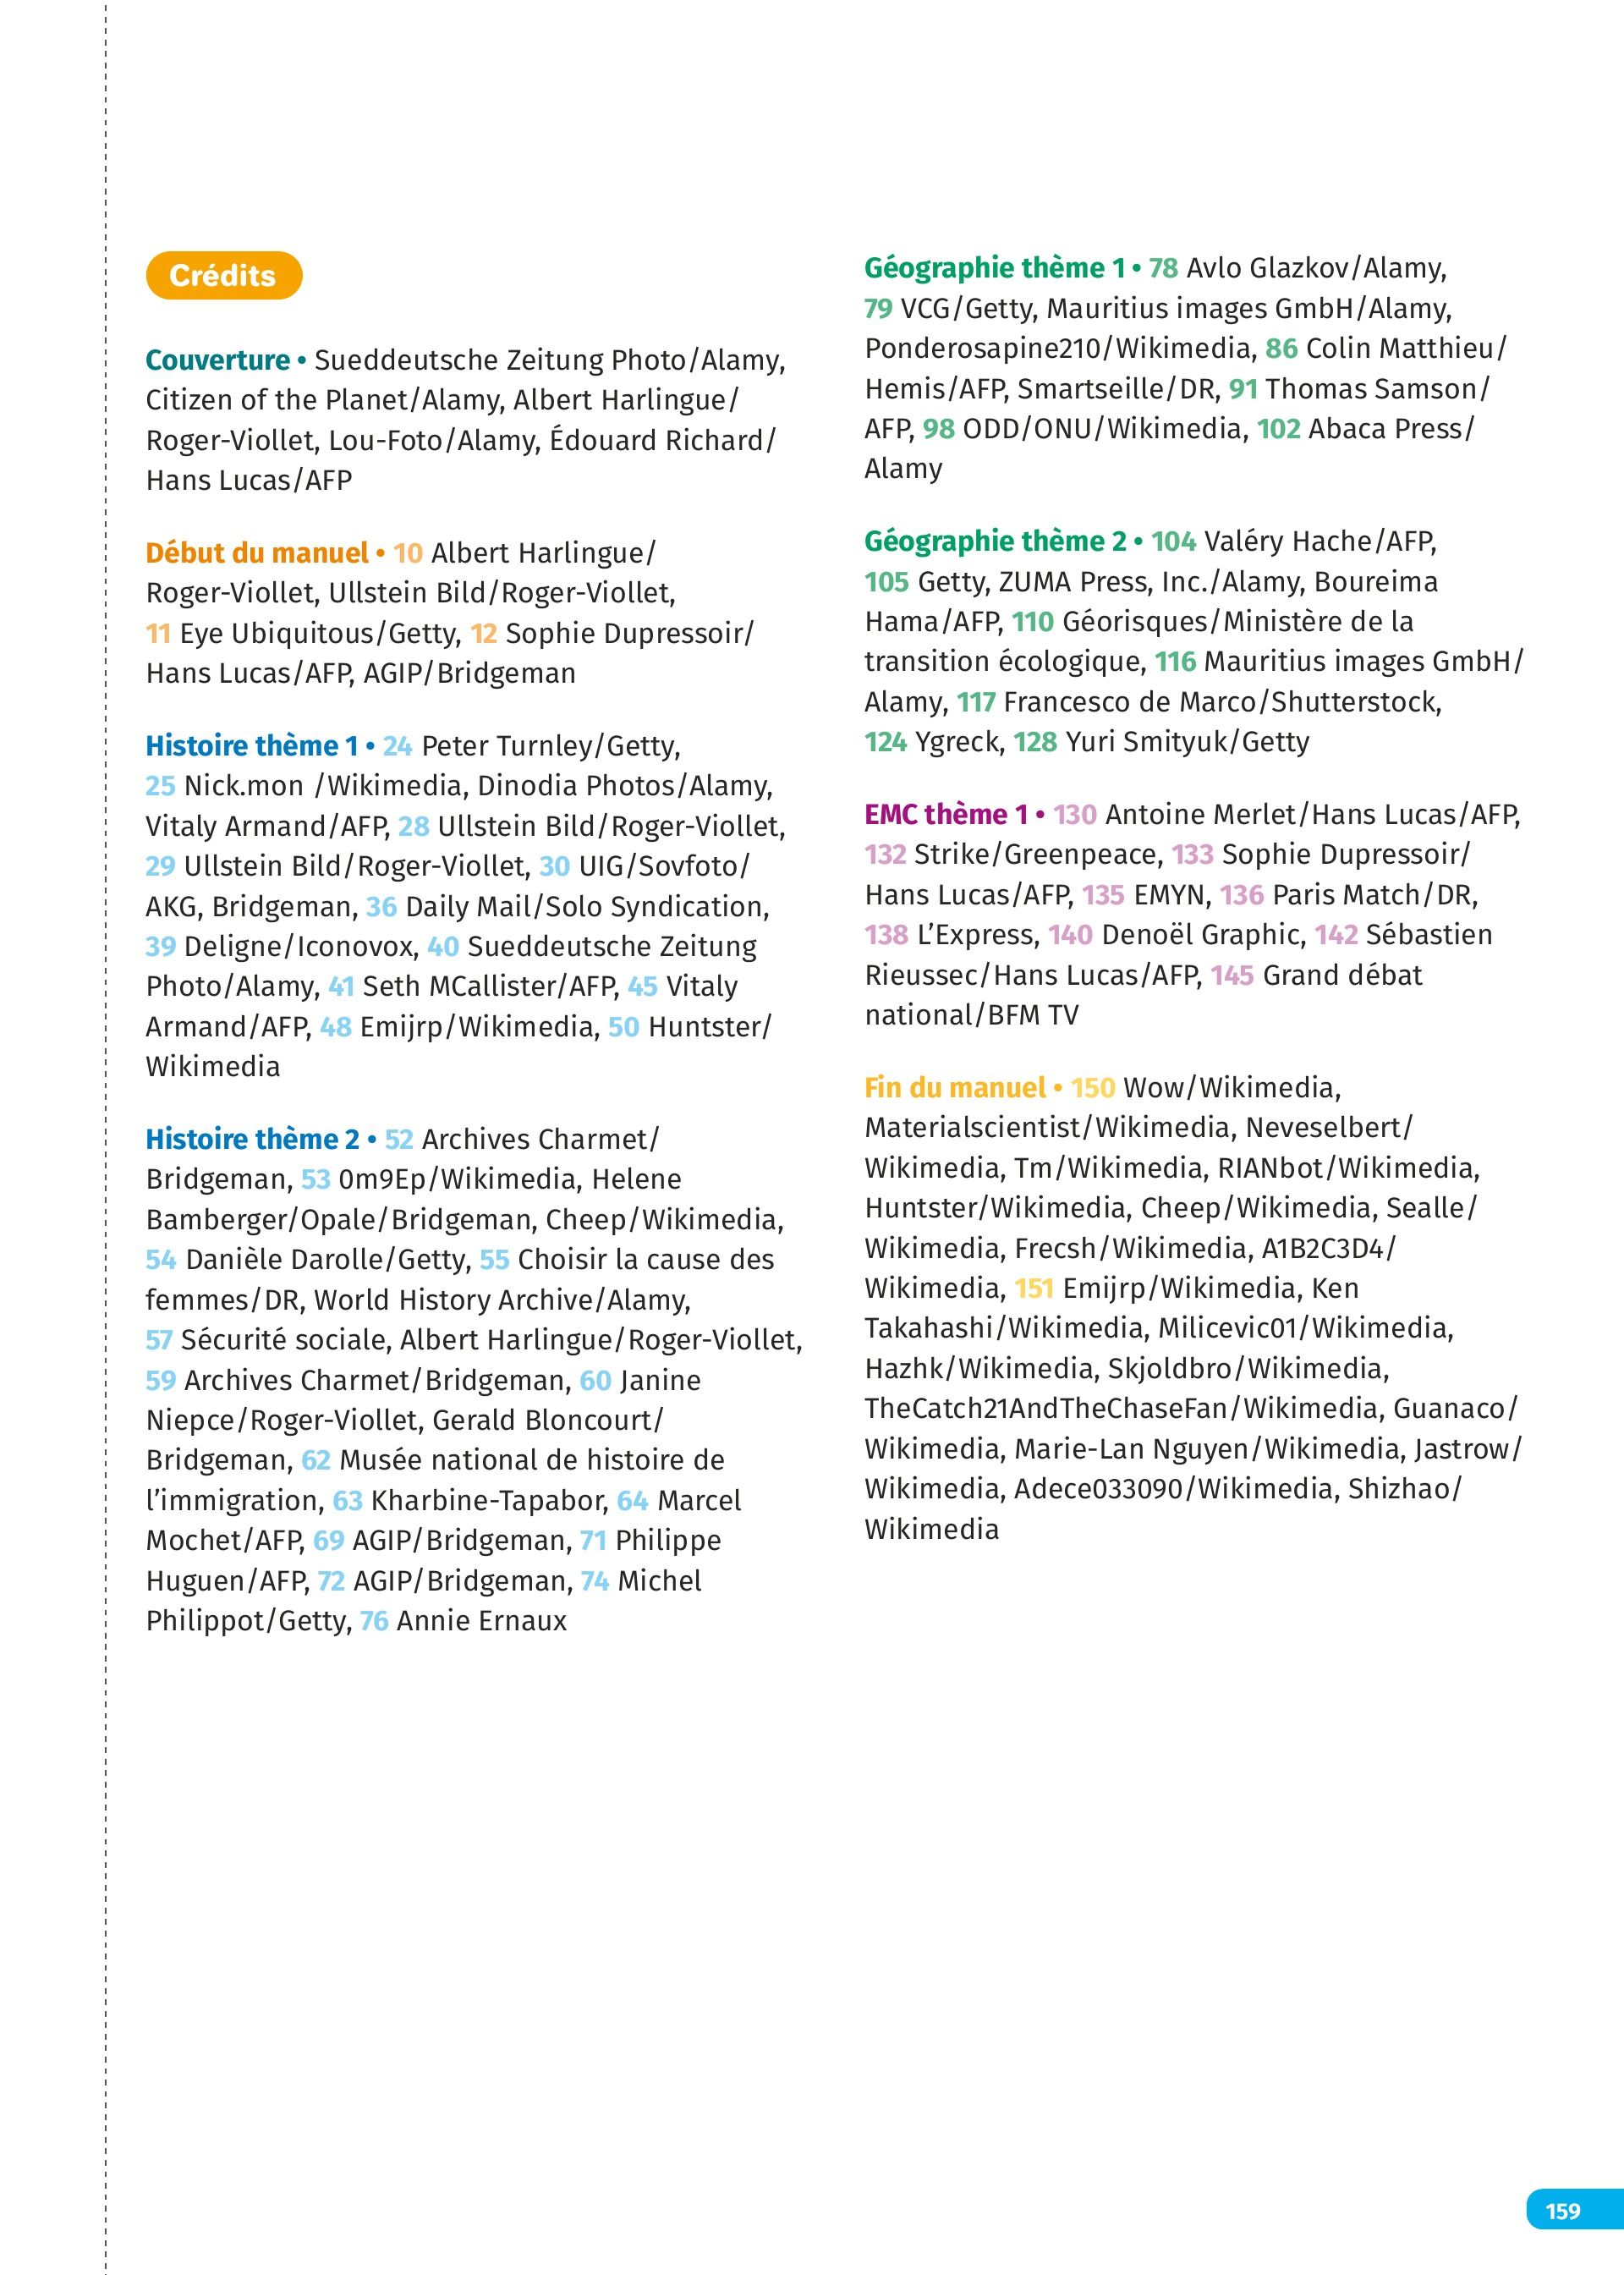 Crédits
Couverture • Sueddeutsche Zeitung Photo/Alamy,
Citizen of the Planet/Alamy, Albert Harlingue/
Roger-Viollet, Lou-Foto/Alamy, Édouard Richard/
Hans Lucas/AFP
Début du manuel • 10 Albert Harlingue/
Roger-Viollet, Ullstein Bild/Roger-Viollet,
11 Eye Ubiquitous/Getty, 12 Sophie Dupressoir/
Hans Lucas/AFP, AGIP/Bridgeman
Histoire thème 1 • 24 Peter Turnley/Getty,
25 Nick.mon /Wikimedia, Dinodia Photos/Alamy,
Vitaly Armand/AFP, 28 Ullstein Bild/Roger-Viollet,
29 Ullstein Bild/Roger-Viollet, 30 UIG/Sovfoto/
AKG, Bridgeman, 36 Daily Mail/Solo Syndication,
39 Deligne/Iconovox, 40 Sueddeutsche Zeitung
Photo/Alamy, 41 Seth MCallister/AFP, 45 Vitaly
Armand/AFP, 48 Emijrp/Wikimedia, 50 Huntster/
Wikimedia
Histoire thème 2 • 52 Archives Charmet/
Bridgeman, 53 0m9Ep/Wikimedia, Helene
Bamberger/Opale/Bridgeman, Cheep/Wikimedia,
54 Danièle Darolle/Getty, 55 Choisir la cause des
femmes/DR, World History Archive/Alamy,
57 Sécurité sociale, Albert Harlingue/Roger-Viollet,
59 Archives Charmet/Bridgeman, 60 Janine
Niepce/Roger-Viollet, Gerald Bloncourt/
Bridgeman, 62 Musée national de histoire de
l’immigration, 63 Kharbine-Tapabor, 64 Marcel
Mochet/AFP, 69 AGIP/Bridgeman, 71 Philippe
Huguen/AFP, 72 AGIP/Bridgeman, 74 Michel
Philippot/Getty, 76 Annie Ernaux
Géographie thème 1 • 78 Avlo Glazkov/Alamy,
79 VCG/Getty, Mauritius images GmbH/Alamy,
Ponderosapine210/Wikimedia, 86 Colin Matthieu/
Hemis/AFP, Smartseille/DR, 91 Thomas Samson/
AFP, 98 ODD/ONU/Wikimedia, 102 Abaca Press/
Alamy
Géographie thème 2 • 104 Valéry Hache/AFP,
105 Getty, ZUMA Press, Inc./Alamy, Boureima
Hama/AFP, 110 Géorisques/Ministère de la
transition écologique, 116 Mauritius images GmbH/
Alamy, 117 Francesco de Marco/Shutterstock,
124 Ygreck, 128 Yuri Smityuk/Getty
EMC thème 1 • 130 Antoine Merlet/Hans Lucas/AFP,
132 Strike/Greenpeace, 133 Sophie Dupressoir/
Hans Lucas/AFP, 135 EMYN, 136 Paris Match/DR,
138 L’Express, 140 Denoël Graphic, 142 Sébastien
Rieussec/Hans Lucas/AFP, 145 Grand débat
national/BFM TV
Fin du manuel • 150 Wow/Wikimedia,
Materialscientist/Wikimedia, Neveselbert/
Wikimedia, Tm/Wikimedia, RIANbot/Wikimedia,
Huntster/Wikimedia, Cheep/Wikimedia, Sealle/
Wikimedia, Frecsh/Wikimedia, A1B2C3D4/
Wikimedia, 151 Emijrp/Wikimedia, Ken
Takahashi/Wikimedia, Milicevic01/Wikimedia,
Hazhk/Wikimedia, Skjoldbro/Wikimedia,
TheCatch21AndTheChaseFan/Wikimedia, Guanaco/
Wikimedia, Marie-Lan Nguyen/Wikimedia, Jastrow/
Wikimedia, Adece033090/Wikimedia, Shizhao/
Wikimedia
159